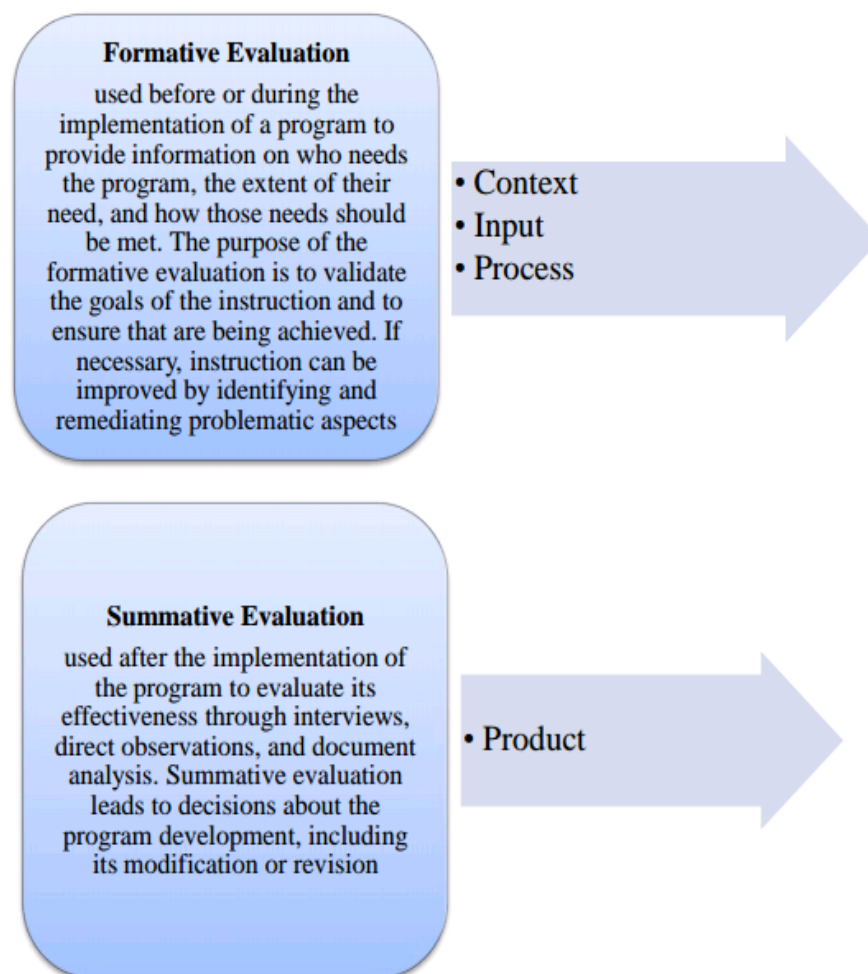 Formative Evaluation
used before or during the
implementation of a program to
provide information on who needs
the program, the extent of their
need, and how those needs should
be met. The purpose of the
formative evaluation is to validate
the goals of the instruction and to
ensure that are being achieved. If
necessary, instruction can be
improved by identifying and
remediating problematic aspects
• Context
• Input
• Process
Summative Evaluation
used after the implementation of
the program to evaluate its
effectiveness through interviews,
direct observations, and document
analysis. Summative evaluation
leads to decisions about the
program development, including
its modification or revision
• Product